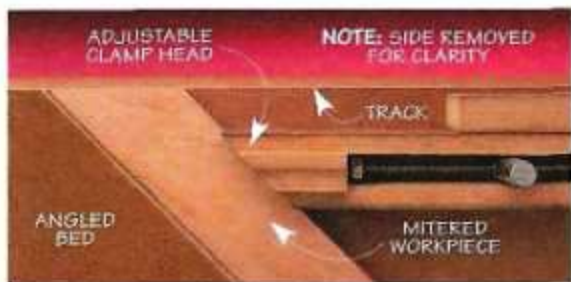 ADJUSTABLE
CLAMP HEAD
NOTE: SIDE REMOVED
FOR CLARITY
TRACK
ANGLED
BED
MITERED
WORKPIECE